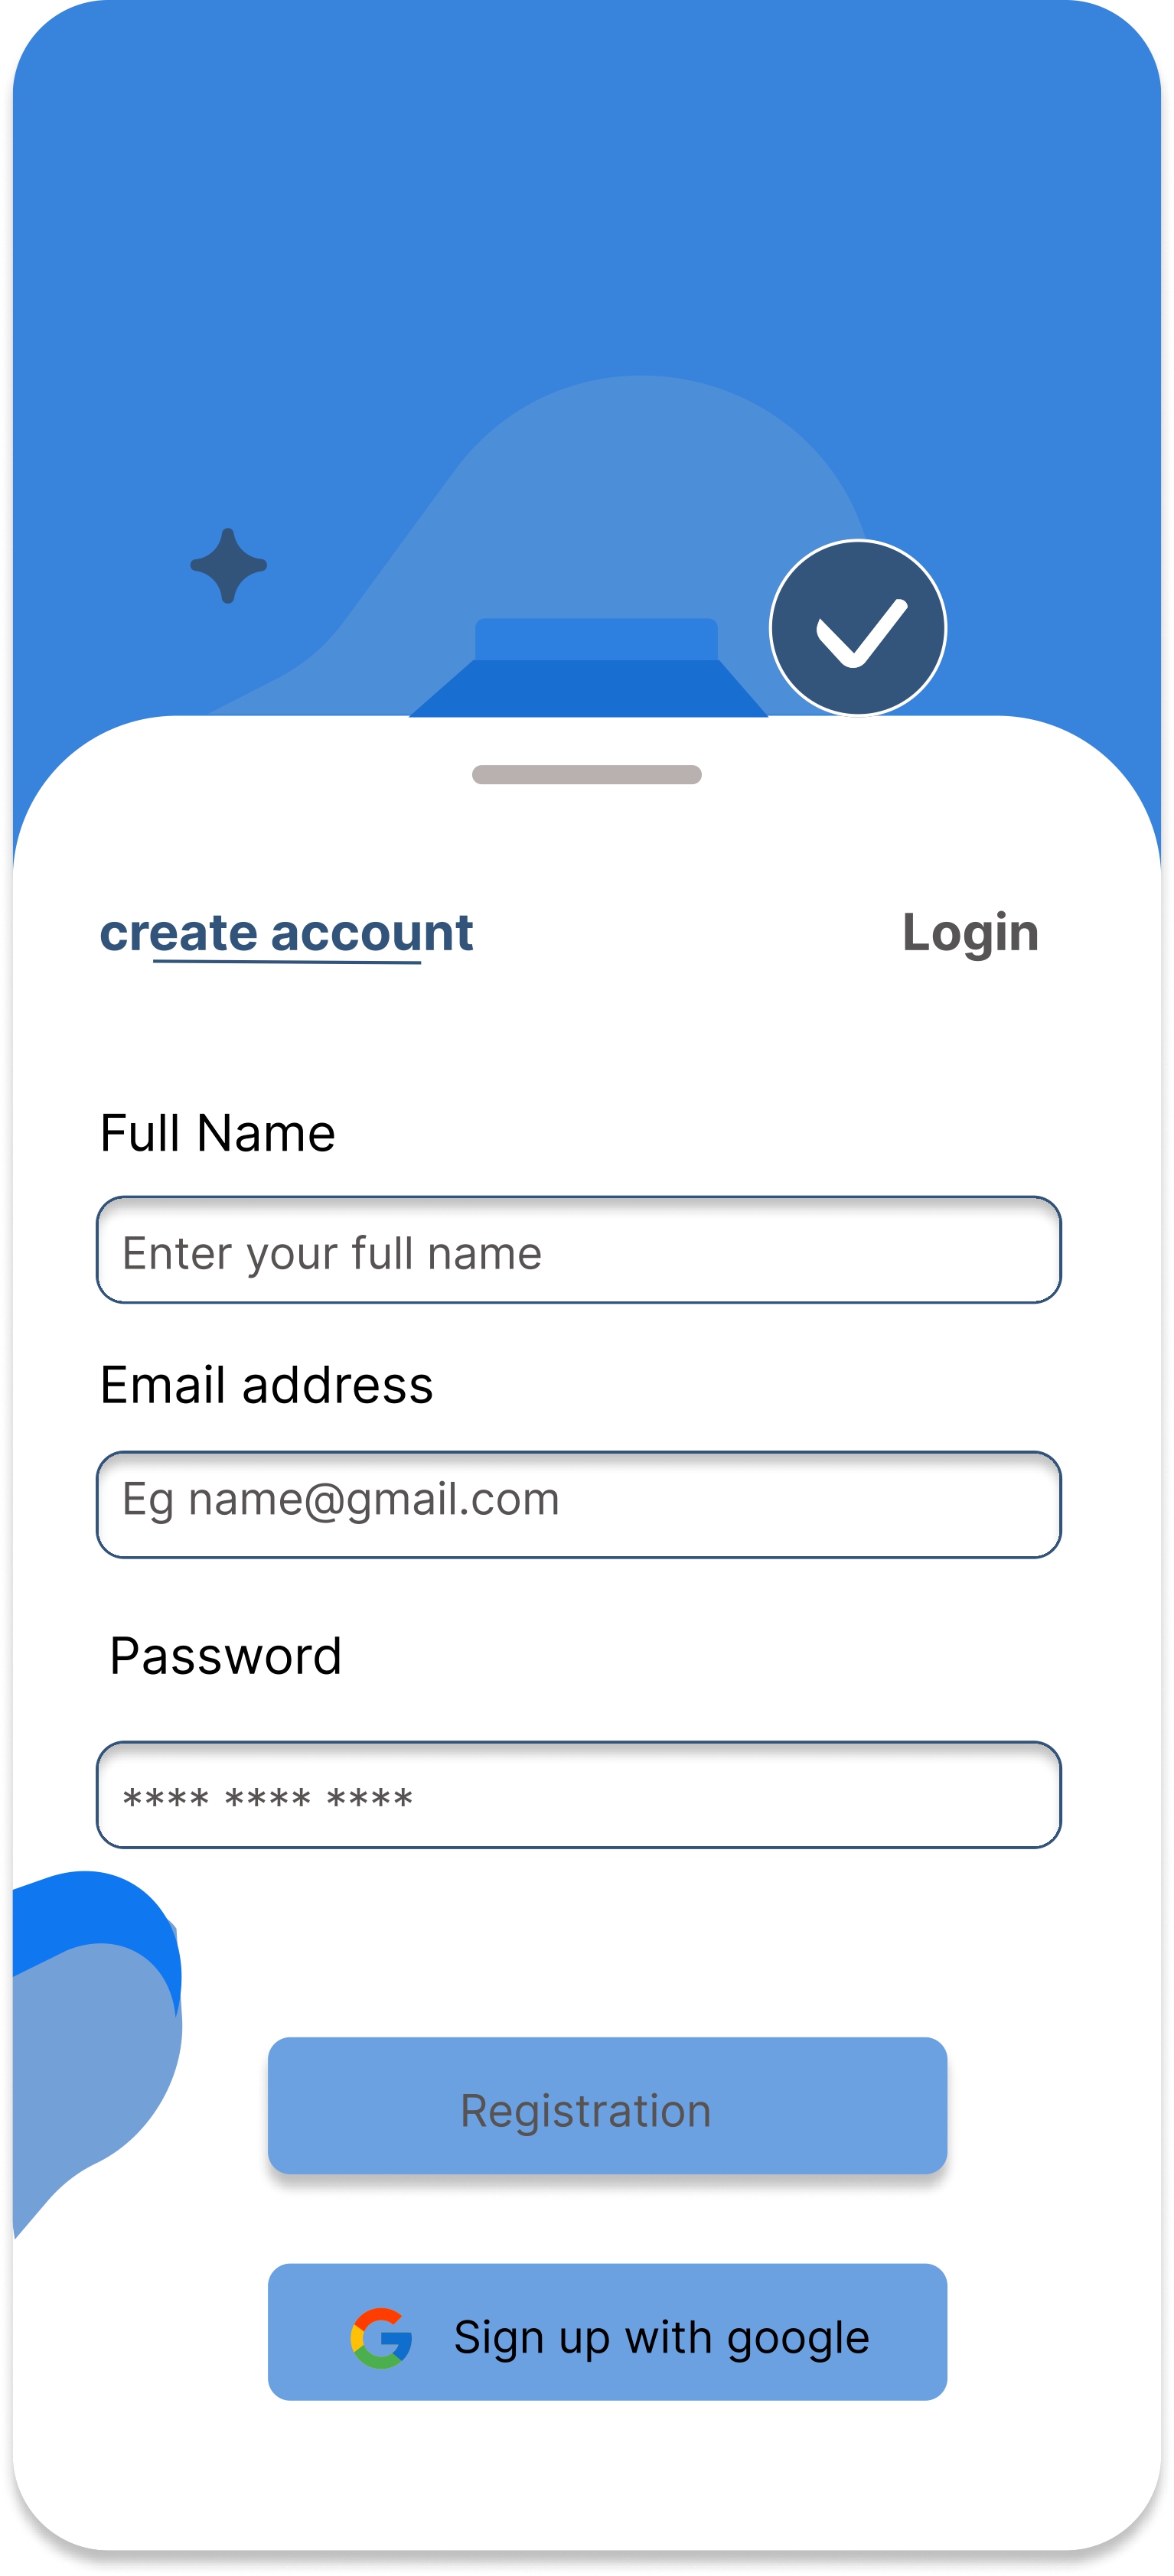 create account
Login
Full Name
Enter your full name
Email address
Eg name@gmail.com
Password
**** **** ****
Registration
Sign up with google